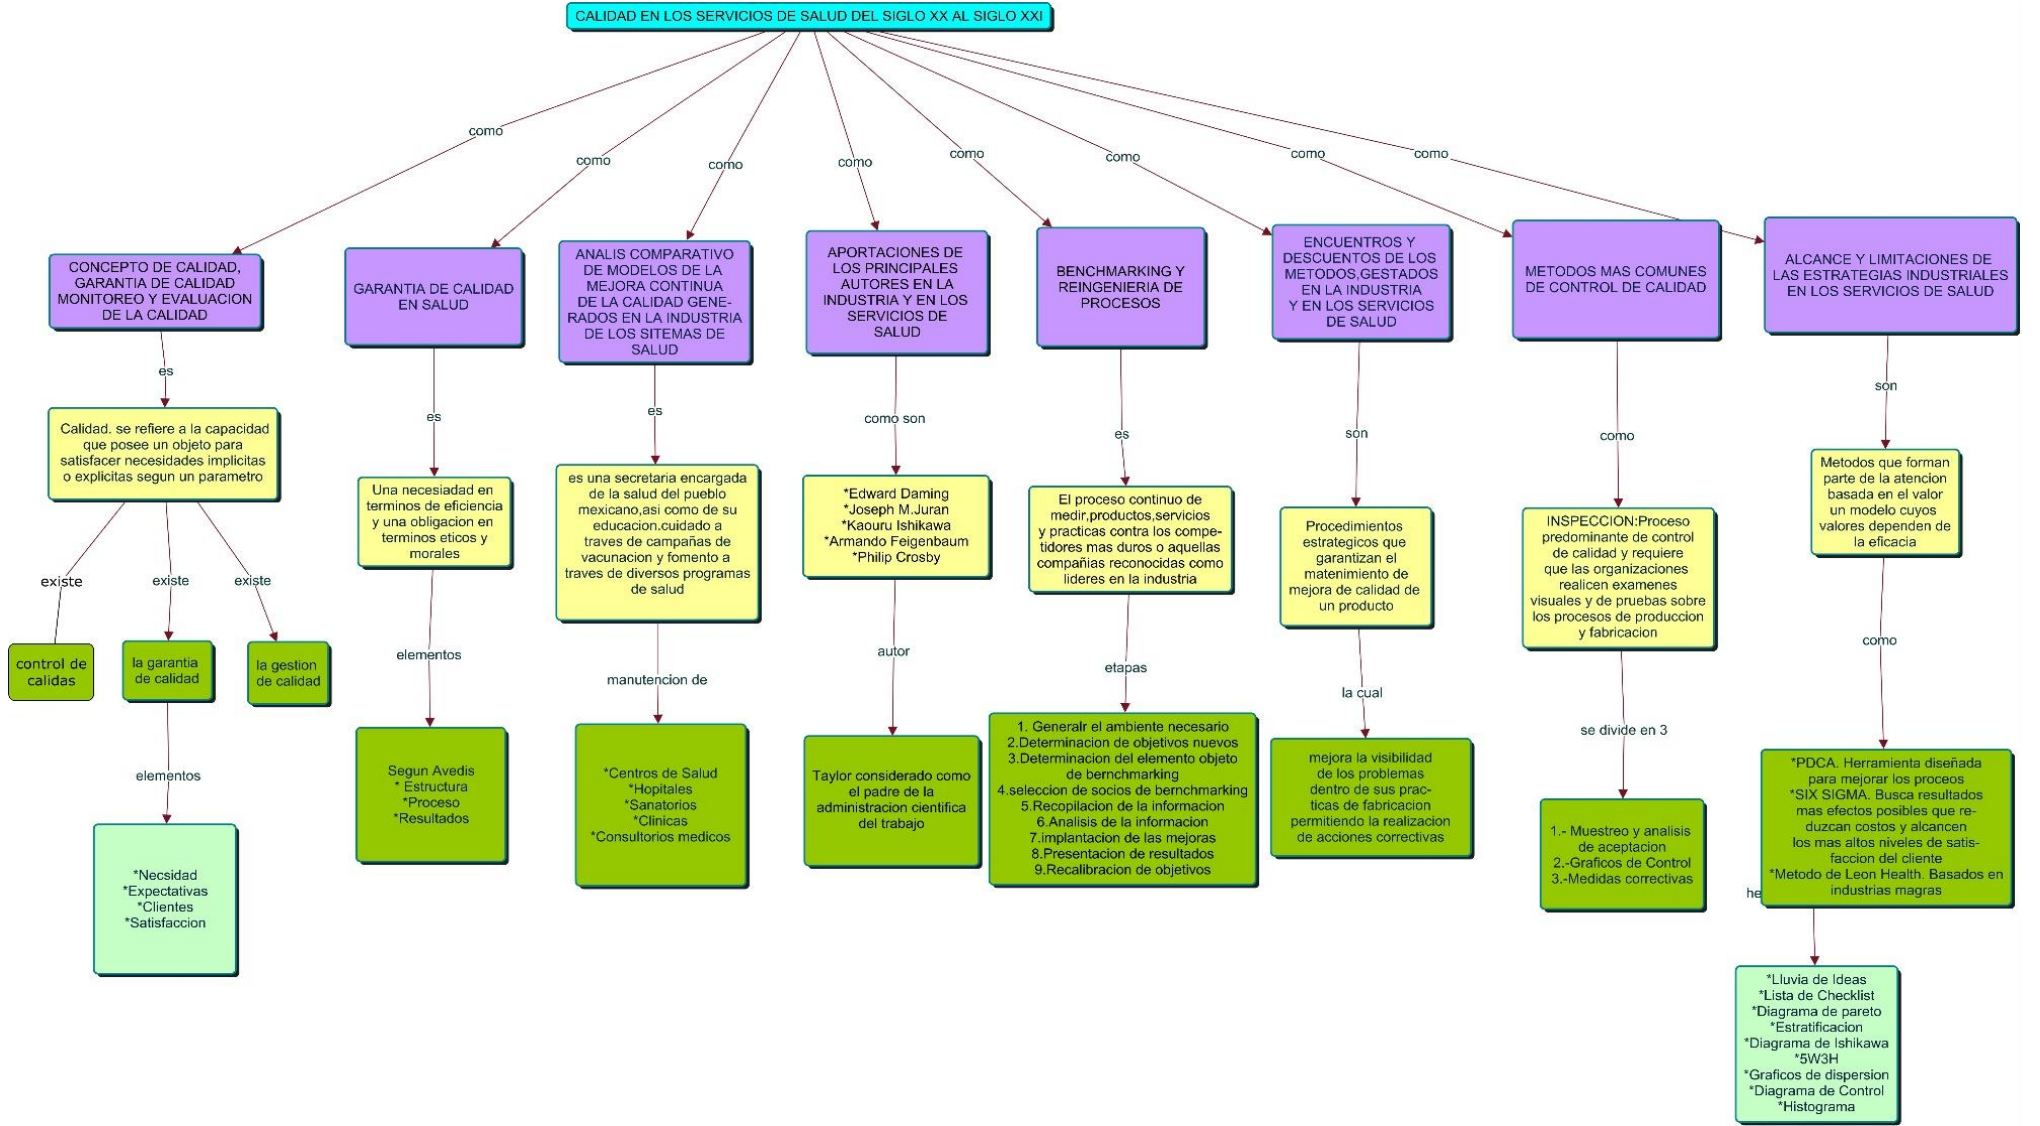 CALIDAD EN LOS SERVICIOS DE SALUD DEL SIGLO XX AL SIGLO XXI
como
como
como
como
como
como
como
como
CONCEPTO DE CALIDAD,
GARANTIA DE CALIDAD
MONITOREO Y EVALUACION
DE LA CALIDAD
es
Calidad. se refiere a la capacidad
que posee un objeto para
satisfacer necesidades implicitas
o explicitas segun un parametro
existe
existe
existe
control de
calidas
la garantia
de calidad
la gestion
de calidad
elementos
*Necsidad
*Expectativas
*Clientes
*Satisfaccion
GARANTIA DE CALIDAD
EN SALUD
es
Una necesiadad en
terminos de eficiencia
y una obligacion en
terminos eticos y
morales
elementos
Segun Avedis
* Estructura
*Proceso
*Resultados
ANALIS COMPARATIVO
DE MODELOS DE LA
MEJORA CONTINUA
DE LA CALIDAD GENE-
RADOS EN LA INDUSTRIA
DE LOS SITEMAS DE
SALUD
es
es una secretaria encargada
de la salud del pueblo
mexicano,asi como de su
educacion.cuidado a
traves de campañas de
vacunacion y fomento a
traves de diversos programas
de salud
manutencion de
*Centros de Salud
*Hopitales
*Sanatorios
*Clinicas
*Consultorios medicos
APORTACIONES DE
LOS PRINCIPALES
AUTORES EN LA
INDUSTRIA Y EN LOS
SERVICIOS DE
SALUD
como son
*Edward Daming
*Joseph M.Juran
*Kaouru Ishikawa
*Armando Feigenbaum
*Philip Crosby
autor
Taylor considerado como
el padre de la
administracion cientifica
del trabajo
BENCHMARKING Y
REINGENIERIA DE
PROCESOS
es
El proceso continuo de
medir,productos,servicios
y practicas contra los compe-
tidores mas duros o aquellas
compañias reconocidas como
lideres en la industria
etapas
1. Generalr el ambiente necesario
2.Determinacion de objetivos nuevos
3.Determinacion del elemento objeto
de bernchmarking
4.seleccion de socios de bernchmarking
5.Recopilacion de la informacion
6.Analisis de la informacion
7.implantacion de las mejoras
8.Presentacion de resultados
9.Recalibracion de objetivos
ENCUENTROS Y
DESCUENTOS DE LOS
METODOS,GESTADOS
EN LA INDUSTRIA
Y EN LOS SERVICIOS
DE SALUD
son
Procedimientos
estrategicos que
garantizan el
matenimiento de
mejora de calidad de
un producto
la cual
mejora la visibilidad
de los problemas
dentro de sus prac-
ticas de fabricacion
permitiendo la realizacion
de acciones correctivas
METODOS MAS COMUNES
DE CONTROL DE CALIDAD
como
INSPECCION:Proceso
predominante de control
de calidad y requiere
que las organizaciones
realicen examenes
visuales y de pruebas sobre
los procesos de produccion
y fabricacion
se divide en 3
1.- Muestreo y analisis
de aceptacion
2.-Graficos de Control
3.-Medidas correctivas
ALCANCE Y LIMITACIONES DE
LAS ESTRATEGIAS INDUSTRIALES
EN LOS SERVICIOS DE SALUD
son
Metodos que forman
parte de la atencion
basada en el valor
un modelo cuyos
valores dependen de
la eficacia
como
*PDCA. Herramienta diseñada
para mejorar los proceos
*SIX SIGMA. Busca resultados
mas efectos posibles que re-
duzcan costos y alcancen
los mas altos niveles de satis-
faccion del cliente
*Metodo de Leon Health. Basados en
industrias magras
he
*Lluvia de Ideas
*Lista de Checklist
*Diagrama de pareto
*Estratificacion
*Diagrama de Ishikawa
*5W3H
*Graficos de dispersion
*Diagrama de Control
*Histograma